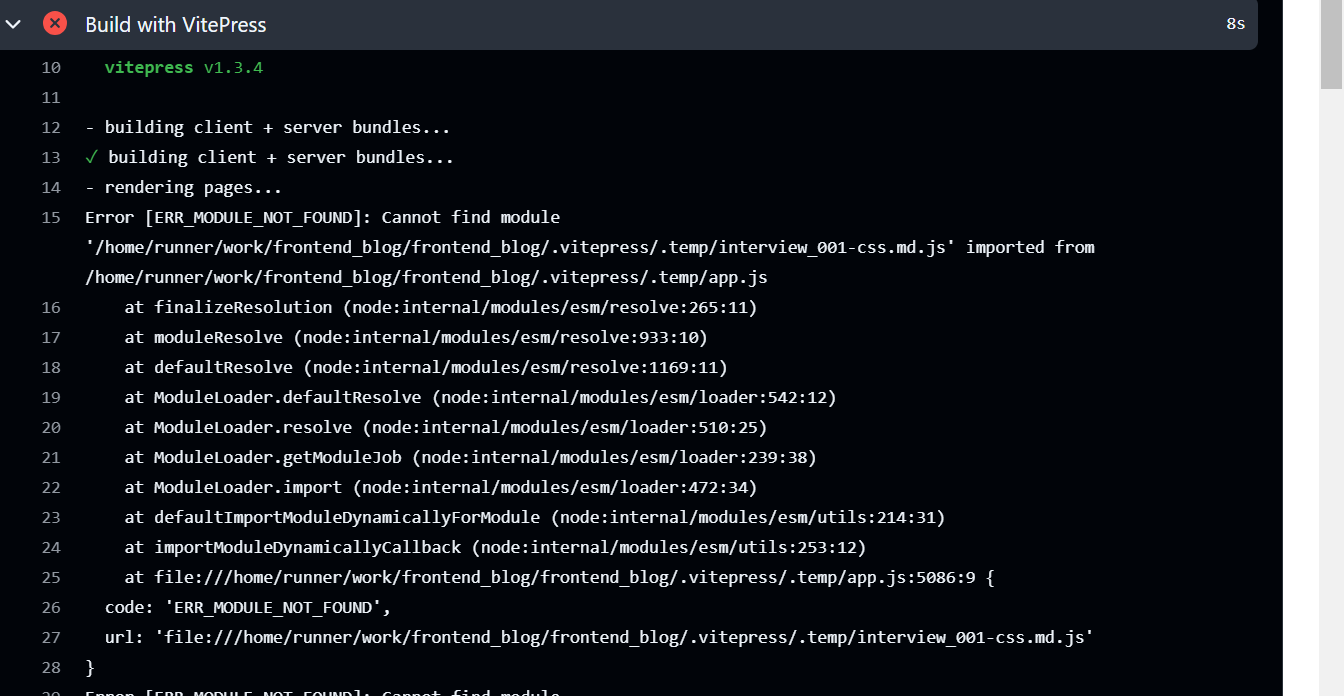 Build with VitePress 8s
10 vitepress v1.3.4
11
12 - building client + server bundles...
13 ✓ building client + server bundles...
14 - rendering pages...
15 Error [ERR_MODULE_NOT_FOUND]: Cannot find module
'/home/runner/work/frontend_blog/frontend_blog/.vitepress/.temp/interview_001-css.md.js' imported from
/home/runner/work/frontend_blog/frontend_blog/.vitepress/.temp/app.js
16 at finalizeResolution (node:internal/modules/esm/resolve:265:11)
17 at moduleResolve (node:internal/modules/esm/resolve:933:10)
18 at defaultResolve (node:internal/modules/esm/resolve:1169:11)
19 at ModuleLoader.defaultResolve (node:internal/modules/esm/loader:542:12)
20 at ModuleLoader.resolve (node:internal/modules/esm/loader:510:25)
21 at ModuleLoader.getModuleJob (node:internal/modules/esm/loader:239:38)
22 at ModuleLoader.import (node:internal/modules/esm/loader:472:34)
23 at defaultImportModuleDynamicallyForModule (node:internal/modules/esm/utils:214:31)
24 at importModuleDynamicallyCallback (node:internal/modules/esm/utils:253:12)
25 at file:///home/runner/work/frontend_blog/frontend_blog/.vitepress/.temp/app.js:5086:9 {
26 code: 'ERR_MODULE_NOT_FOUND',
27 url: 'file:///home/runner/work/frontend_blog/frontend_blog/.vitepress/.temp/interview_001-css.md.js'
28 }
29 Error [ERR_MODULE_NOT_FOUND]: Cannot find module